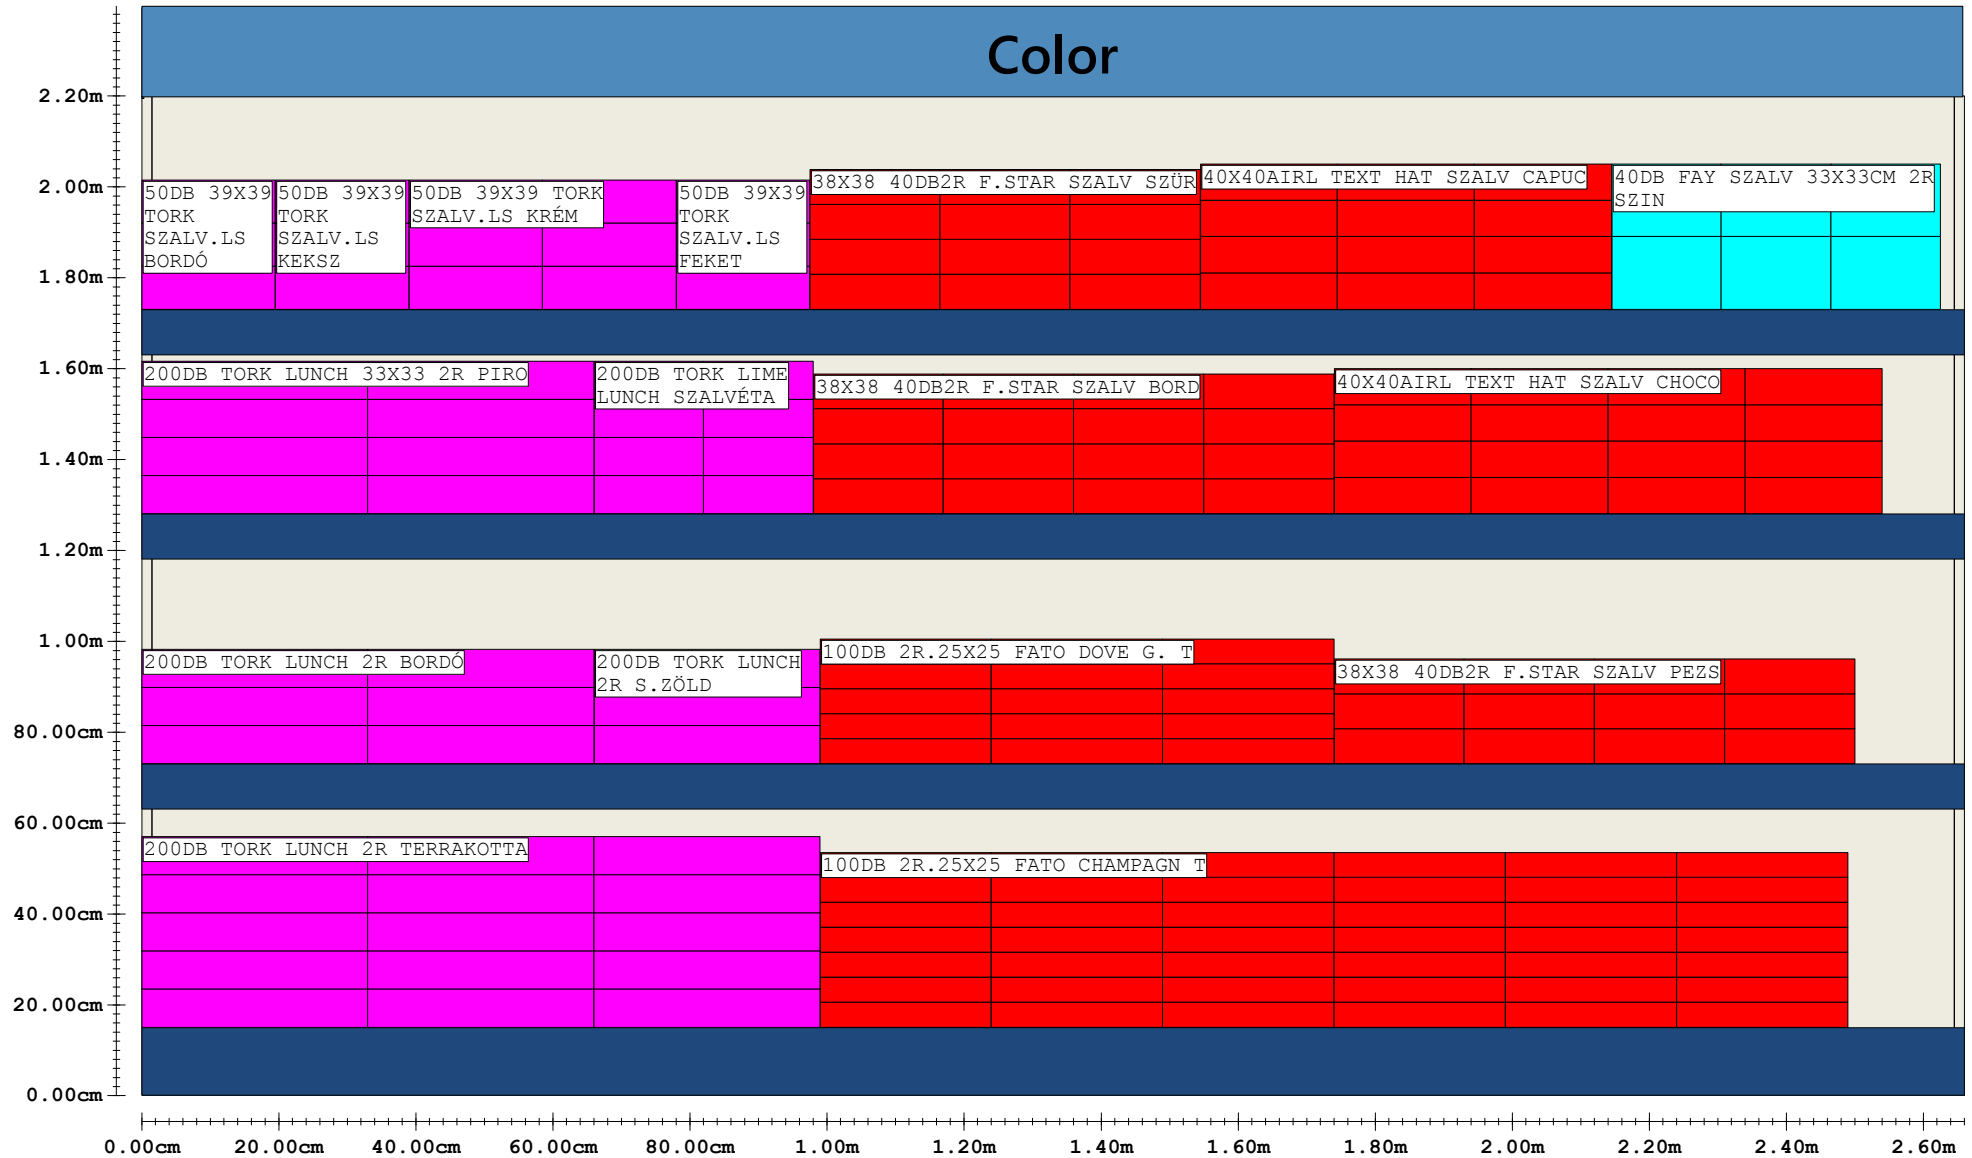 Color
2.20m
2.00m
1.80m
1.60m
1.40m
1.20m
1.00m
80.00cm
60.00cm
40.00cm
20.00cm
0.00cm
50DB 39X39
TORK
SZALV.LS
BORDÓ
50DB 39X39
TORK
SZALV.LS
KEKSZ
50DB 39X39 TORK
SZALV.LS KRÉM
50DB 39X39
TORK
SZALV.LS
FEKET
38X38 40DB2R F.STAR SZALV SZÜR
40X40AIRL TEXT HAT SZALV CAPUC
40DB FAY SZALV 33X33CM 2R
SZIN
200DB TORK LUNCH 33X33 2R PIRO
200DB TORK LIME
LUNCH SZALVÉTA
38X38 40DB2R F.STAR SZALV BORD
40X40AIRL TEXT HAT SZALV CHOCO
200DB TORK LUNCH 2R BORDÓ
200DB TORK LUNCH
2R S.ZÖLD
100DB 2R.25X25 FATO DOVE G. T
38X38 40DB2R F.STAR SZALV PEZS
200DB TORK LUNCH 2R TERRAKOTTA
100DB 2R.25X25 FATO CHAMPAGN T
0.00cm
20.00cm
40.00cm
60.00cm
80.00cm
1.00m
1.20m
1.40m
1.60m
1.80m
2.00m
2.20m
2.40m
2.60m